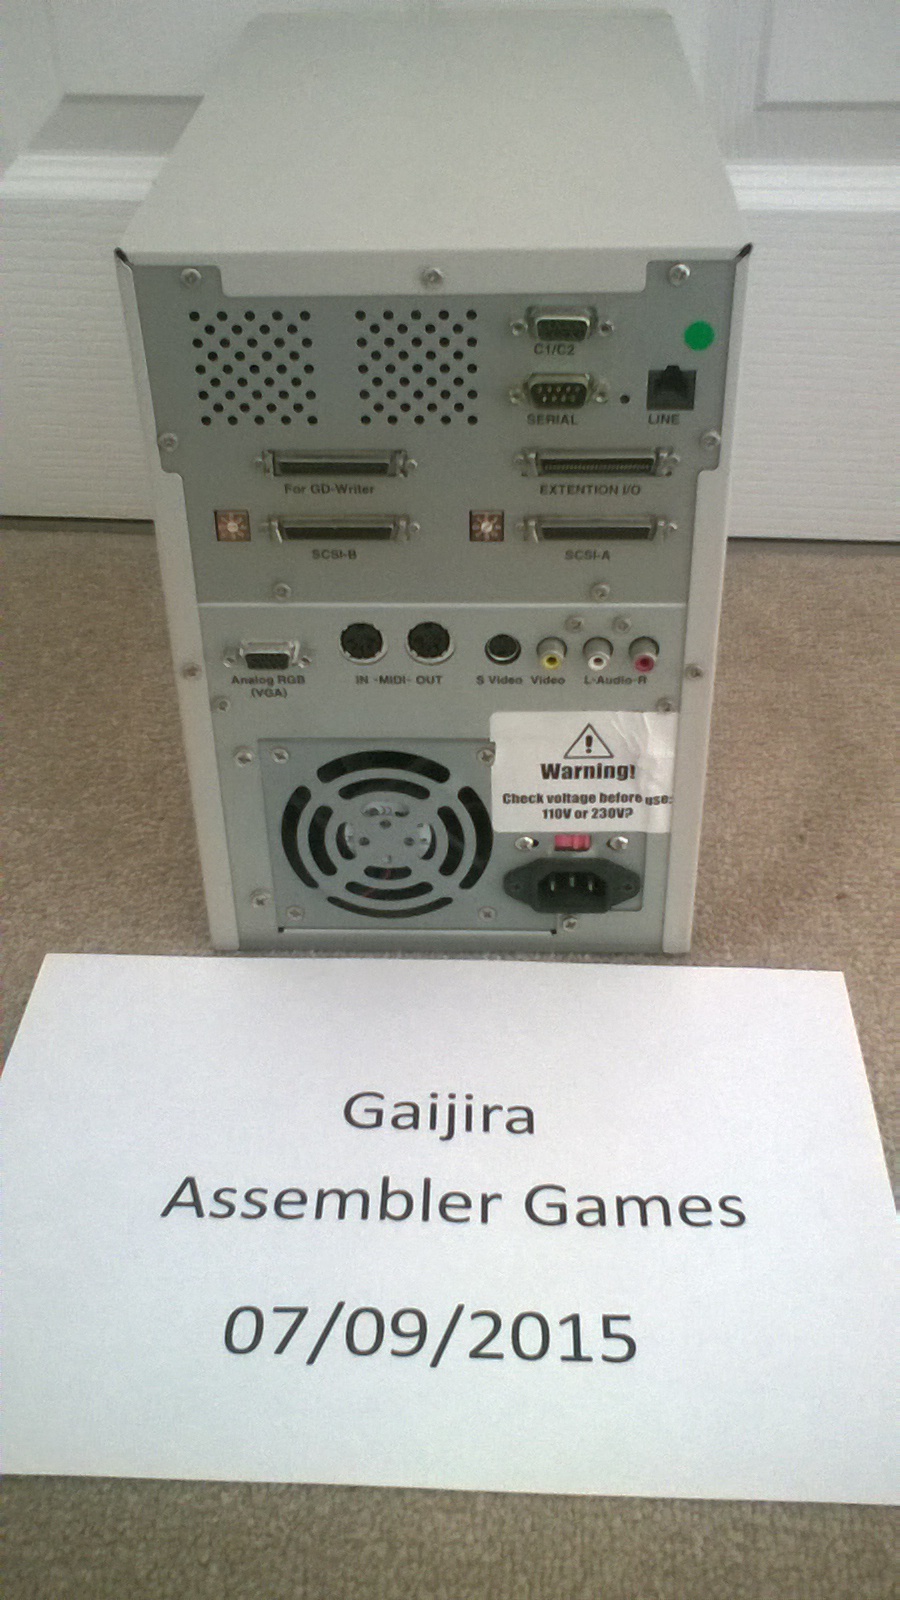 C1/C2
SERIAL
LINE
For GD-Writer
EXTENTION I/O
SCSI-B
SCSI-A
Analog RGB
(VGA)
IN -MIDI- OUT
S Video
Video
L-Audio-R
Warning!
Check voltage before use:
110V or 230V?
Gaijira
Assembler Games
07/09/2015